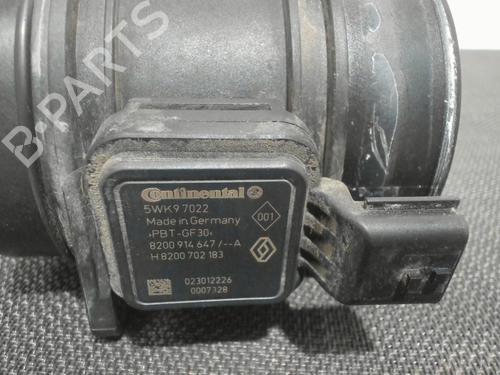 B-PARTS
Continental
5WK9 7022
Made in Germany
001
›PBT-GF30‹
8200 914 647 /--A
H 8200 702 183
023012226
0007328